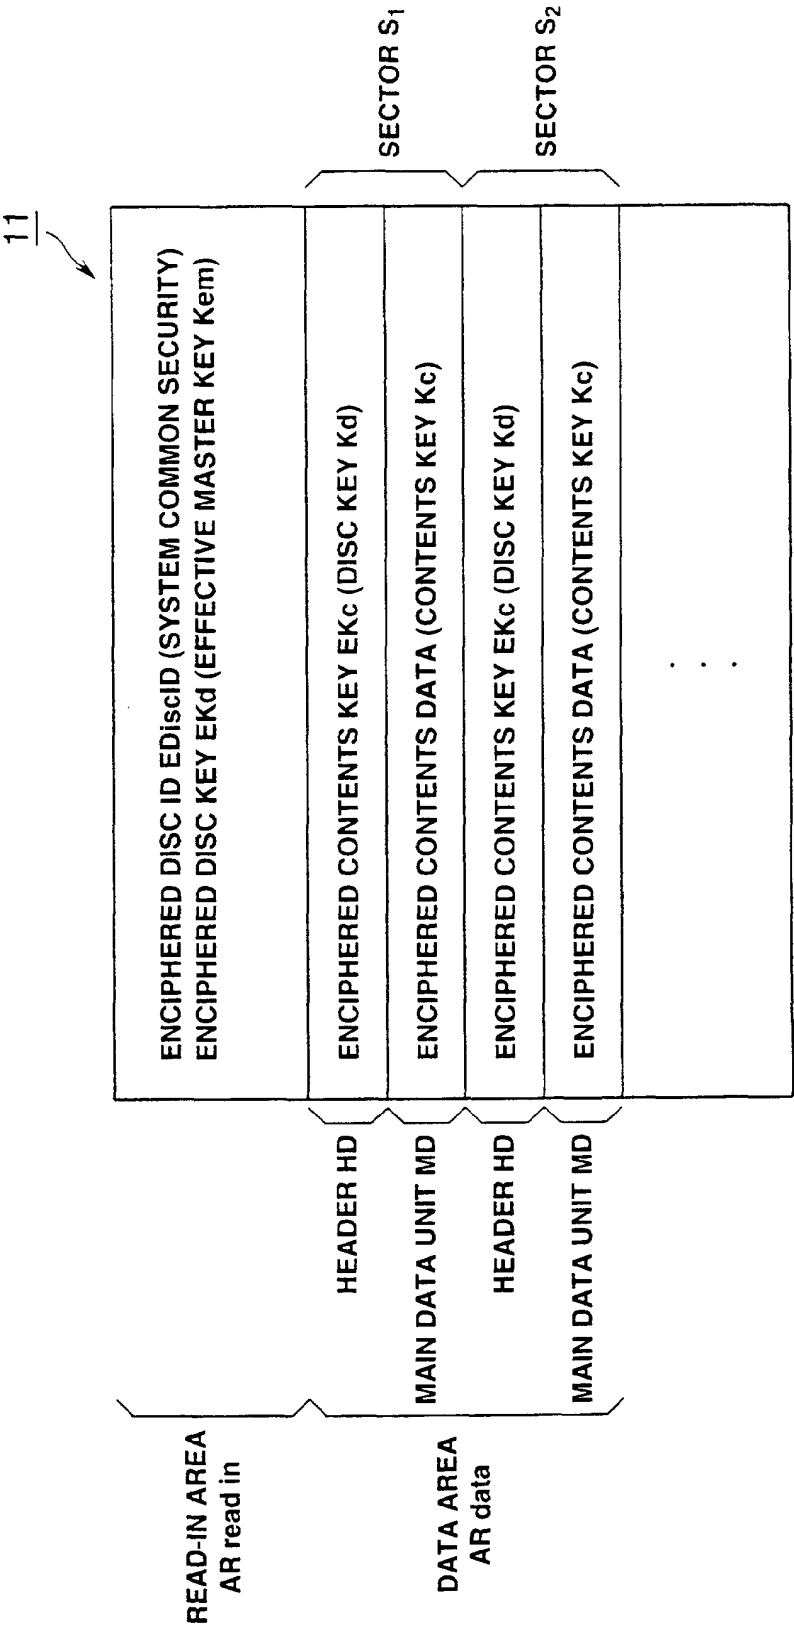 11
READ-IN AREA
AR read in
ENCIPHERED DISC ID EDiscID (SYSTEM COMMON SECURITY)
ENCIPHERED DISC KEY EKd (EFFECTIVE MASTER KEY Kem)
DATA AREA
AR data
HEADER HD
ENCIPHERED CONTENTS KEY EKc (DISC KEY Kd)
MAIN DATA UNIT MD
ENCIPHERED CONTENTS DATA (CONTENTS KEY Kc)
SECTOR S1
HEADER HD
ENCIPHERED CONTENTS KEY EKc (DISC KEY Kd)
MAIN DATA UNIT MD
ENCIPHERED CONTENTS DATA (CONTENTS KEY Kc)
SECTOR S2
. . .